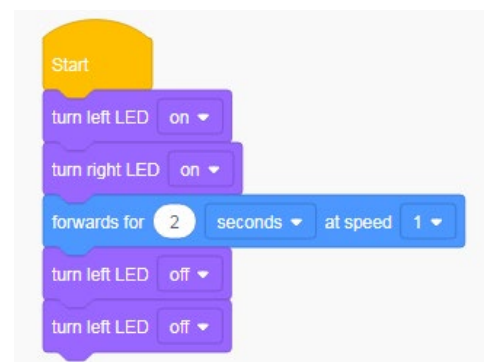 Start
turn left LED on
turn right LED on
forwards for 2 seconds at speed 1
turn left LED off
turn left LED off